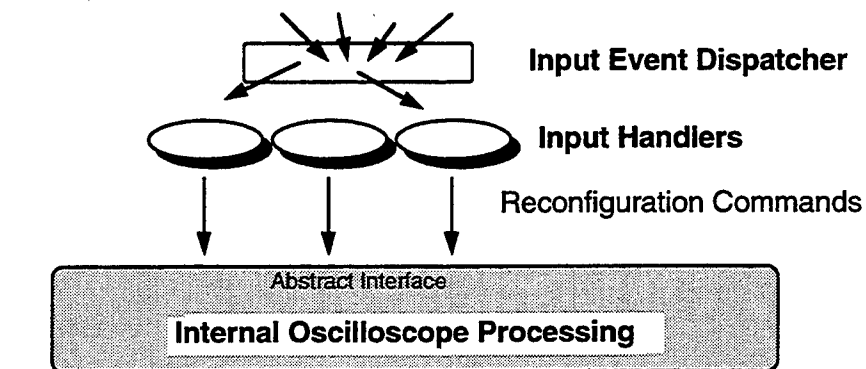 Input Event Dispatcher
Input Handlers
Reconfiguration Commands
Abstract Interface
Internal Oscilloscope Processing